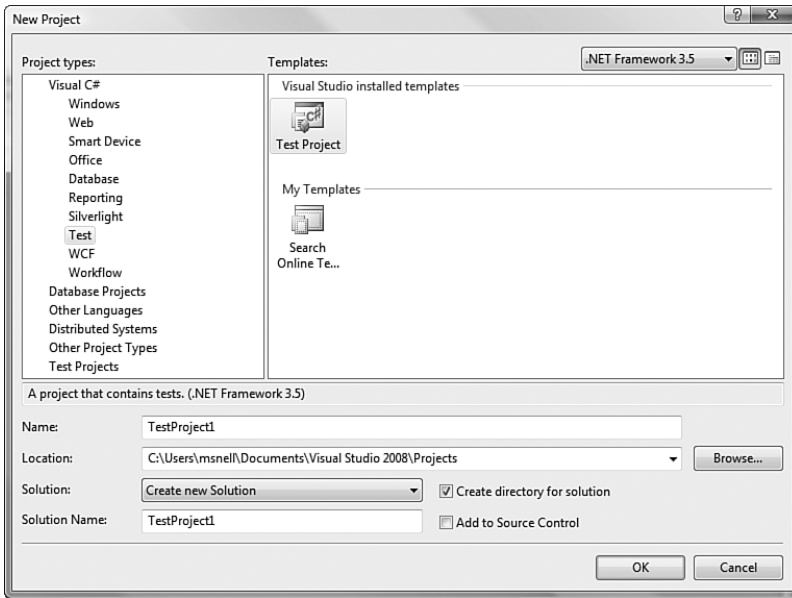 New Project
Project types:
Templates:
.NET Framework 3.5
Visual C#
Windows
Web
Smart Device
Office
Database
Reporting
Silverlight
Test
WCF
Workflow
Database Projects
Other Languages
Distributed Systems
Other Project Types
Test Projects
Visual Studio installed templates
C#
Test Project
My Templates
Search
Online Te...
A project that contains tests. (.NET Framework 3.5)
Name:
TestProject1
Location:
C:\Users\msnell\Documents\Visual Studio 2008\Projects
Browse...
Solution:
Create new Solution
Create directory for solution
Solution Name:
TestProject1
Add to Source Control
OK
Cancel